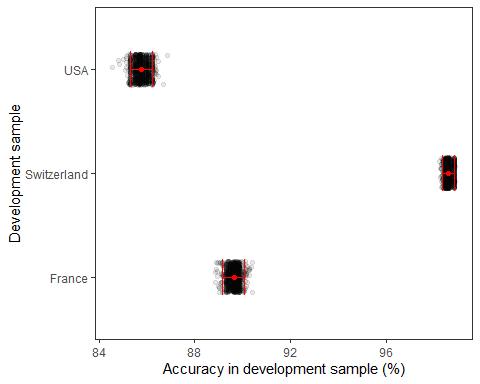 Development sample
USA
Switzerland
France
84 88 92 96
Accuracy in development sample (%)